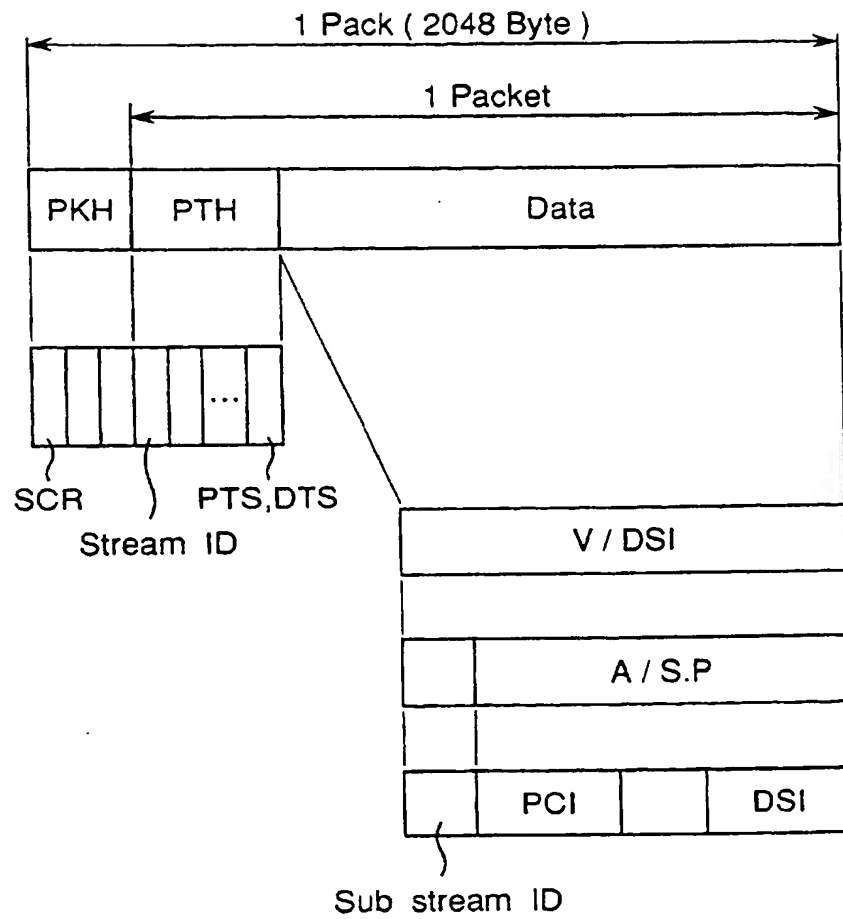 1 Pack ( 2048 Byte )
1 Packet
PKH PTH Data
...
SCR PTS,DTS
Stream ID
V / DSI
A / S.P
PCI DSI
Sub stream ID